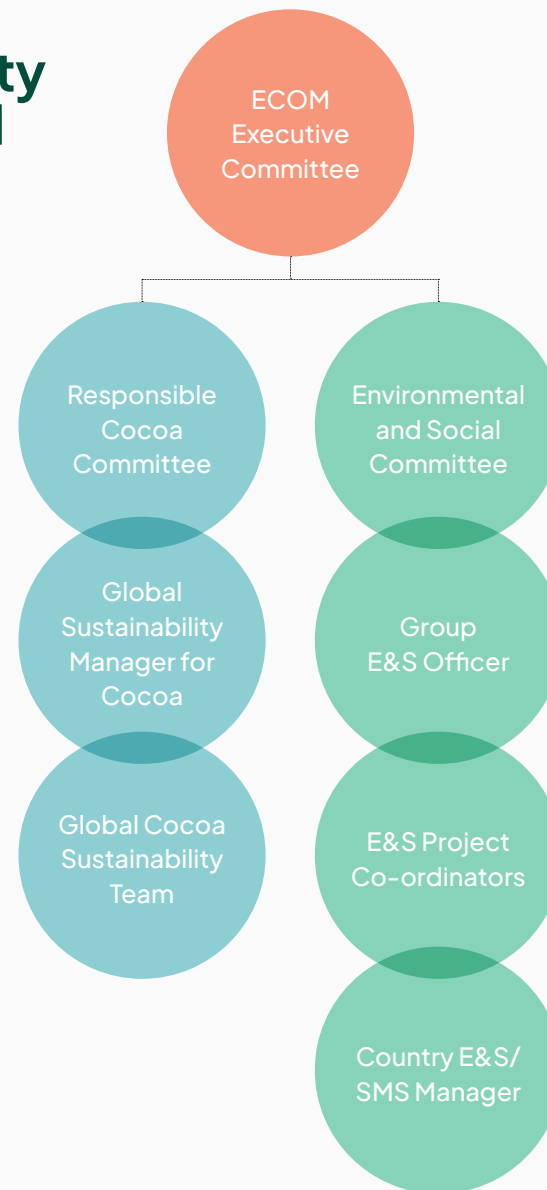 ty
ECOM
Executive
Committee
Responsible
Cocoa
Committee
Environmental
and Social
Committee
Global
Sustainability
Manager for
Cocoa
Group
E&S Officer
Global Cocoa
Sustainability
Team
E&S Project
Co-ordinators
Country E&S/
SMS Manager